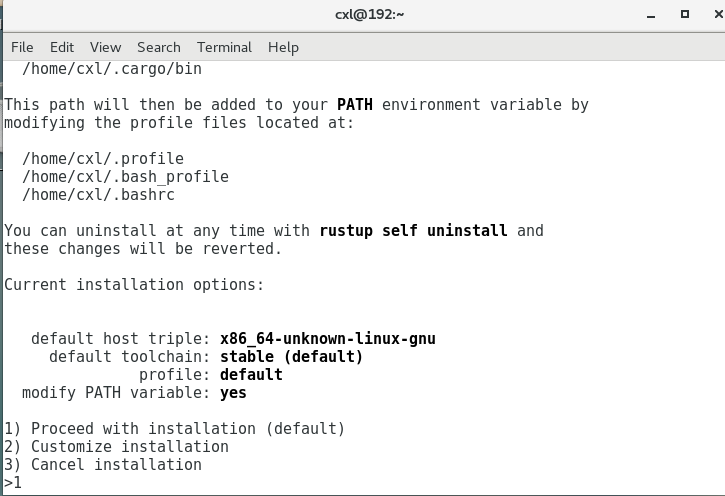 cxl@192:~
File Edit View Search Terminal Help
/home/cxl/.cargo/bin
This path will then be added to your PATH environment variable by
modifying the profile files located at:
/home/cxl/.profile
/home/cxl/.bash_profile
/home/cxl/.bashrc
You can uninstall at any time with rustup self uninstall and
these changes will be reverted.
Current installation options:
default host triple: x86_64-unknown-linux-gnu
default toolchain: stable (default)
profile: default
modify PATH variable: yes
1) Proceed with installation (default)
2) Customize installation
3) Cancel installation
>1